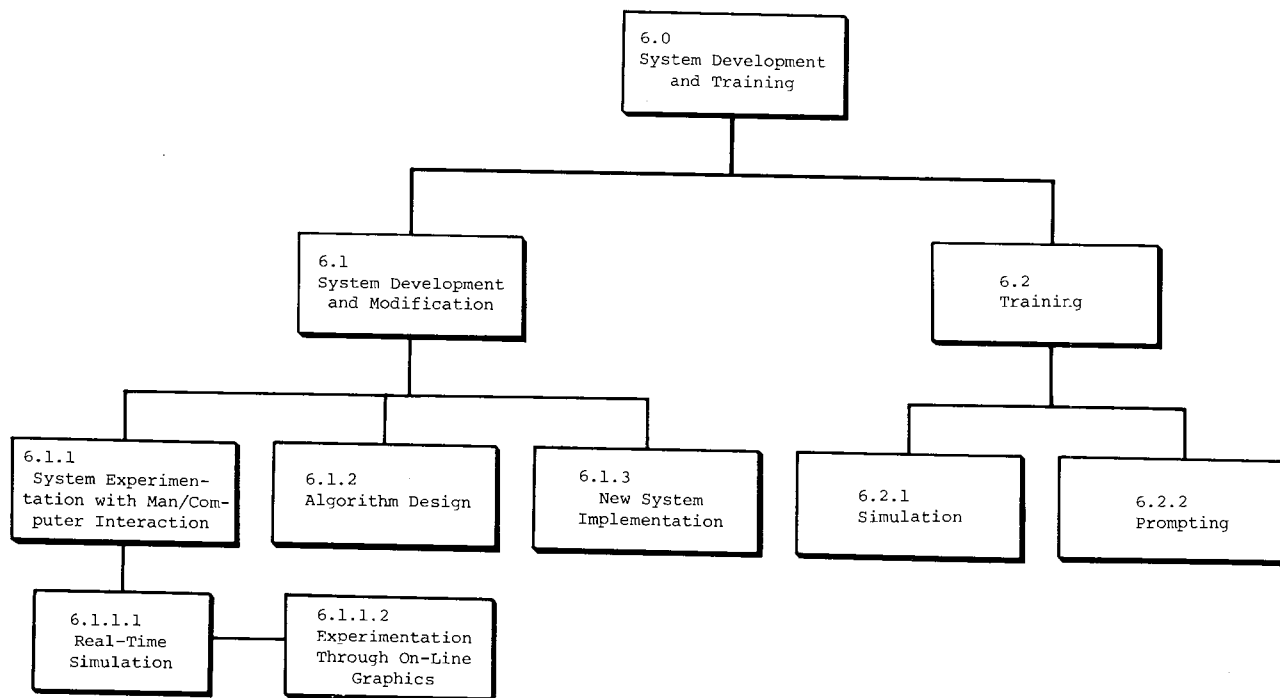 6.0
System Development
and Training
6.1
System Development
and Modification
6.2
Training
6.1.1
System Experimen-
tation with Man/Com-
puter Interaction
6.1.2
Algorithm Design
6.1.3
New System
Implementation
6.2.1
Simulation
6.2.2
Prompting
6.1.1.1
Real-Time
Simulation
6.1.1.2
Experimentation
Through On-Line
Graphics